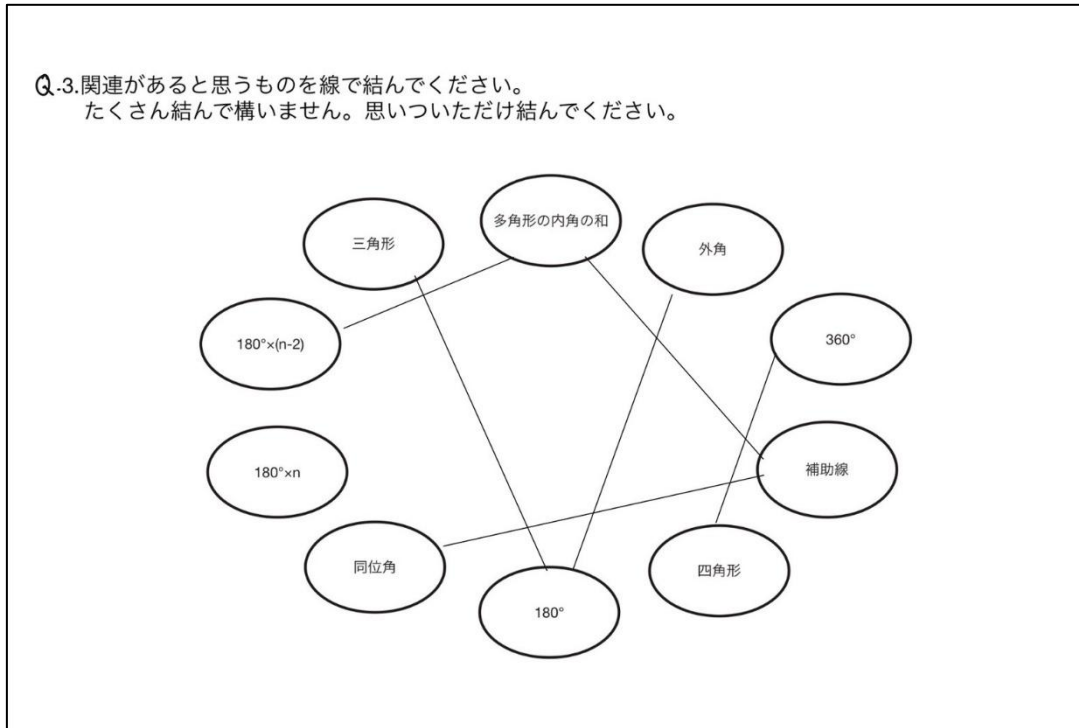 Q-3.関連があると思うものを線で結んでください。
たくさん結んで構いません。思いついただけ結んでください。
多角形の内角の和
三角形
外角
180°×(n-2)
360°
180°×n
補助線
同位角
四角形
180°